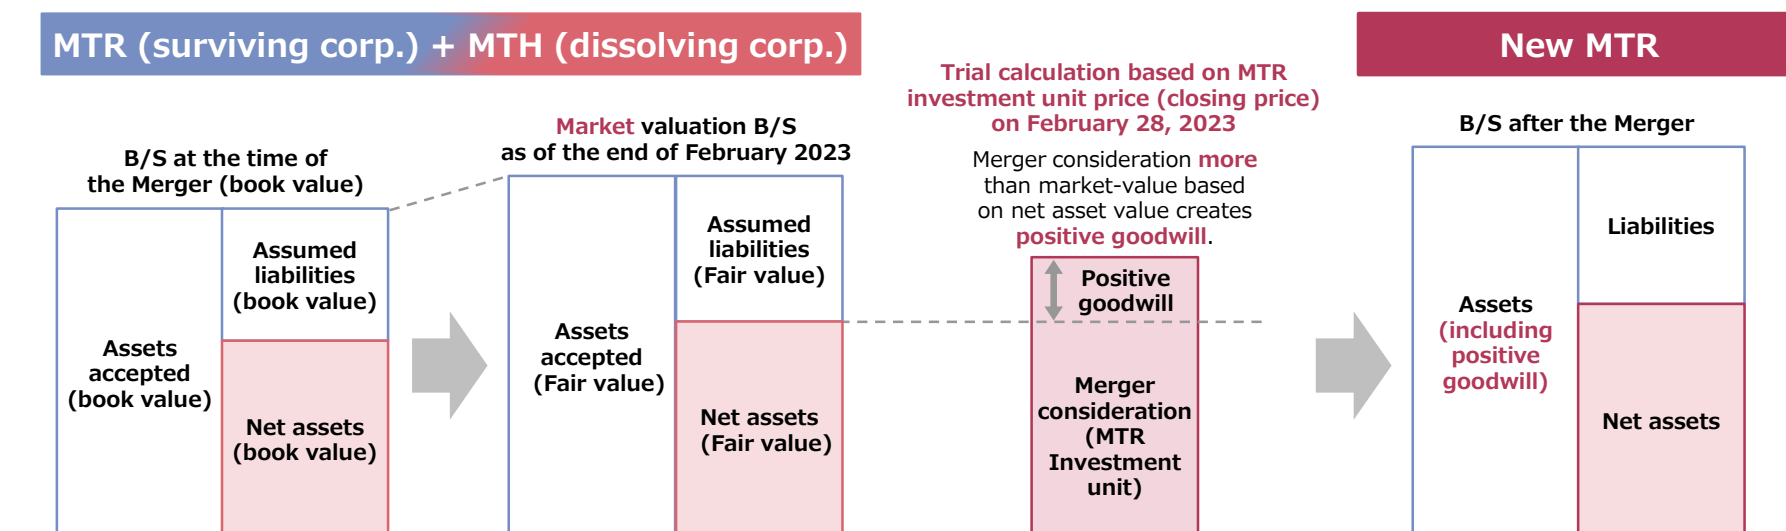 MTR (surviving corp.) + MTH (dissolving corp.)
B/S at the time of
the Merger (book value)
Assets
accepted
(book value)
Assumed
liabilities
(book value)
Net assets
(book value)
Market valuation B/S
as of the end of February 2023
Assets
accepted
(Fair value)
Assumed
liabilities
(Fair value)
Net assets
(Fair value)
Trial calculation based on MTR
investment unit price (closing price)
on February 28, 2023
Merger consideration more
than market-value based
on net asset value creates
positive goodwill.
Positive
goodwill
Merger
consideration
(MTR
Investment
unit)
New MTR
B/S after the Merger
Assets
(including
positive
goodwill)
Liabilities
Net assets